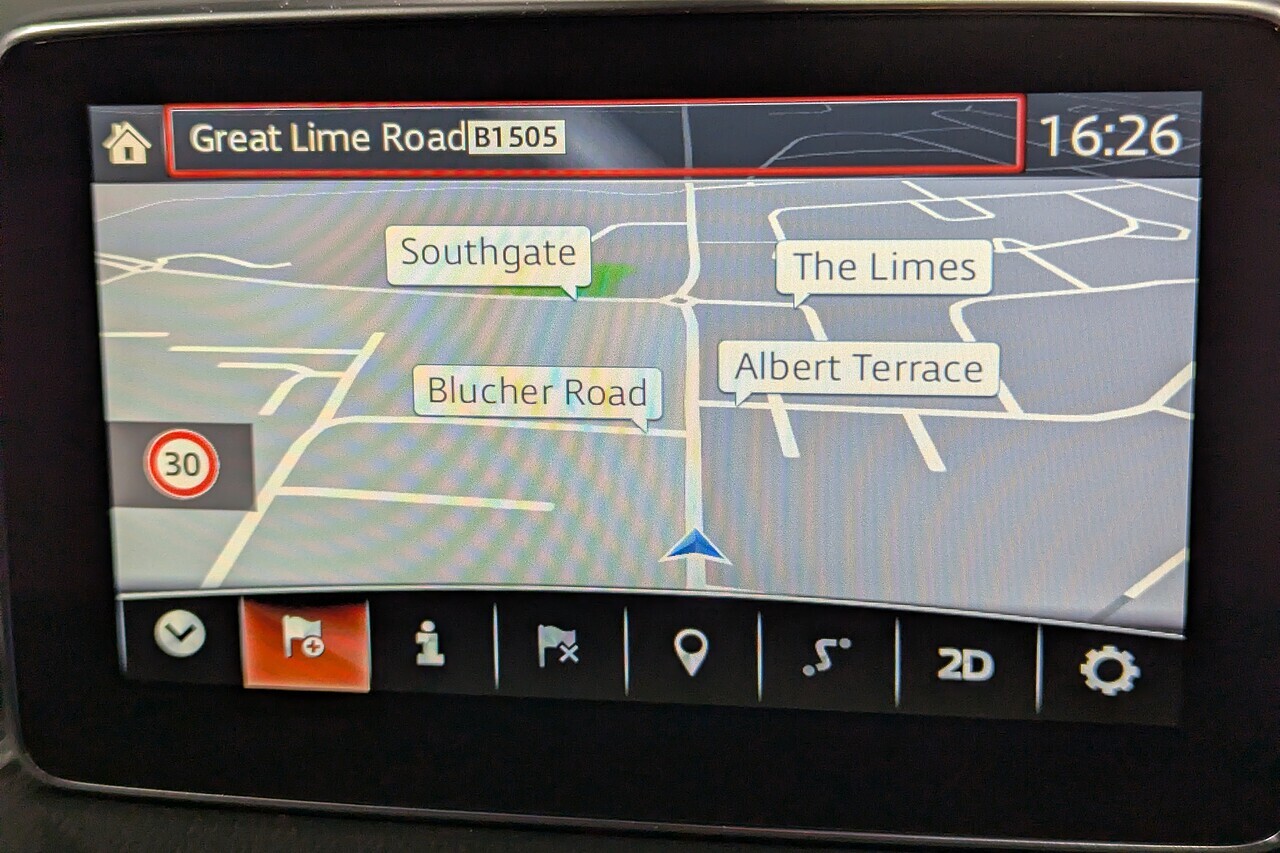 Great Lime Road B1505
16:26
Southgate
The Limes
Albert Terrace
Blucher Road
30
2D